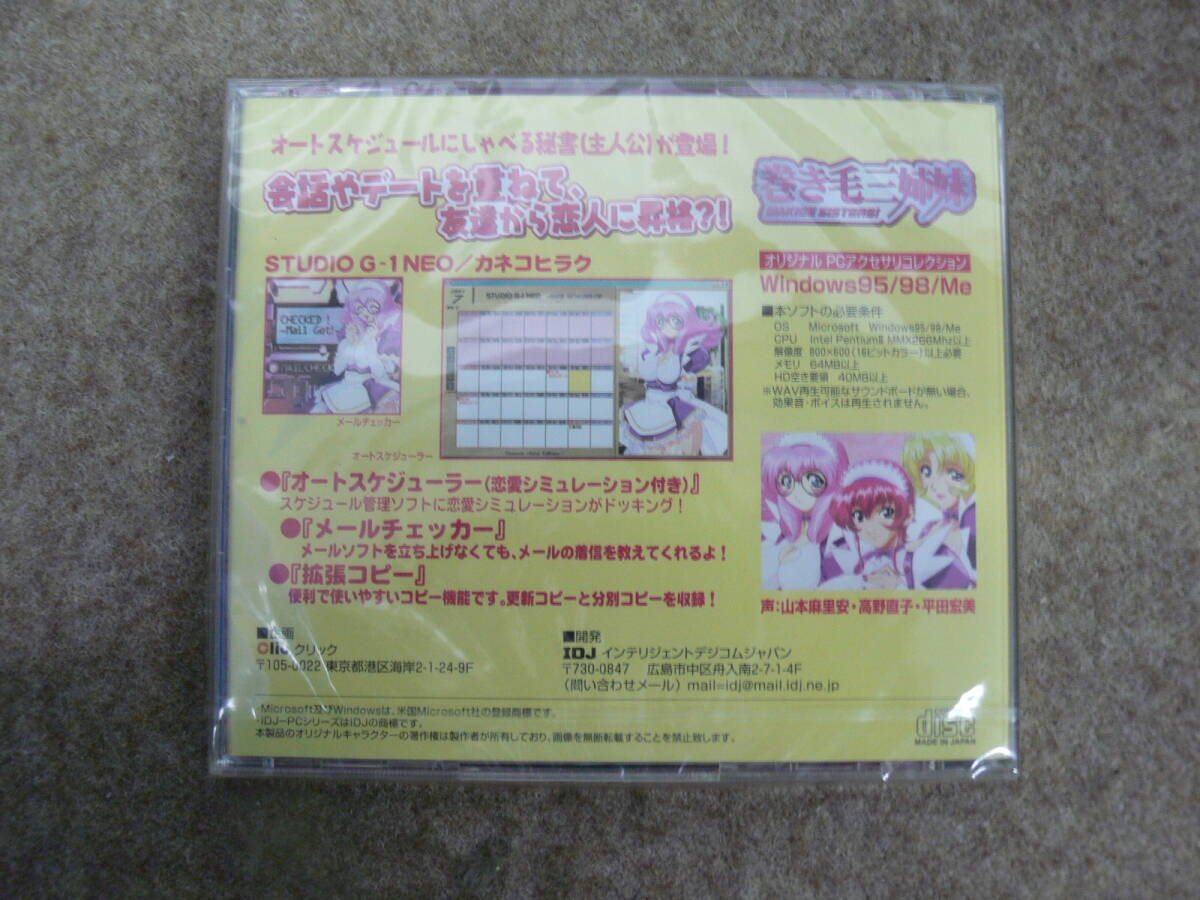 オートスケジュールにしゃべる秘書(主人公)が登場!
会話やデートを重ねて、
友達から恋人に昇格?!
巻き毛三姉妹
STUDIO G-1 NEO/カネコヒラク
オリジナル PCアクセサリコレクション
Windows95/98/Me
CHECKED!
~Mail Get!~
MAIL CHECK
7
メールチェッカー
オートスケジューラー
■本ソフトの必要条件
OS Microsoft Windows95/98/Me
CPU Intel PentiumⅡ MMX266Mhz以上
解像度 800×600(16ビットカラー)以上必要
メモリ 64MB以上
HD空き要領 40MB以上
※WAV再生可能なサウンドボードが無い場合、
効果音・ボイスは再生されません。
●『オートスケジューラー(恋愛シミュレーション付き)』
スケジュール管理ソフトに恋愛シミュレーションがドッキング!
●『メールチェッカー』
メールソフトを立ち上げなくても、メールの着信を教えてくれるよ!
●『拡張コピー』
便利で使いやすいコピー機能です。更新コピーと分別コピーを収録!
声:山本麻里安・高野直子・平田宏美
■企画
Clic クリック
〒105-0022 東京都港区海岸2-1-24-9F
■開発
IDJ インテリジェントデジコムジャパン
〒730-0847 広島市中区舟入南2-7-1-4F
(問い合わせメール) mail=idj@mail.idj.ne.jp
・Microsoft及びWindowsは、米国Microsoft社の登録商標です。
・iDJ-PCシリーズはiDJの商標です。
本製品のオリジナルキャラクターの著作権は製作者が所有しており、画像を無断転載することを禁止致します。
disc
MADE IN JAPAN